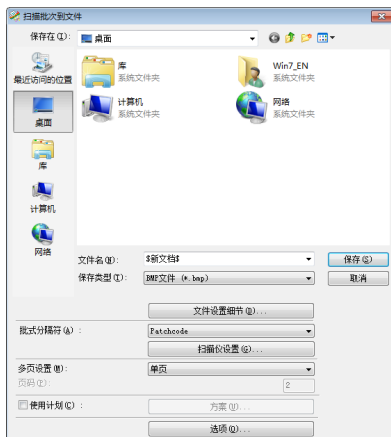 扫描批次到文件
保存在(I):
桌面
最近访问的位置
桌面
库
计算机
网络
库
系统文件夹
Win7_EN
系统文件夹
计算机
系统文件夹
网络
系统文件夹
文件名(N):
$新文档$
保存(S)
保存类型(T):
BMP文件 (*.bmp)
取消
文件设置细节(D)...
批式分隔符(A) :
Patchcode
扫描仪设置(G)...
多页设置(M):
单页
页码(E):
2
使用计划(C) :
方案(U)...
选项(O)...